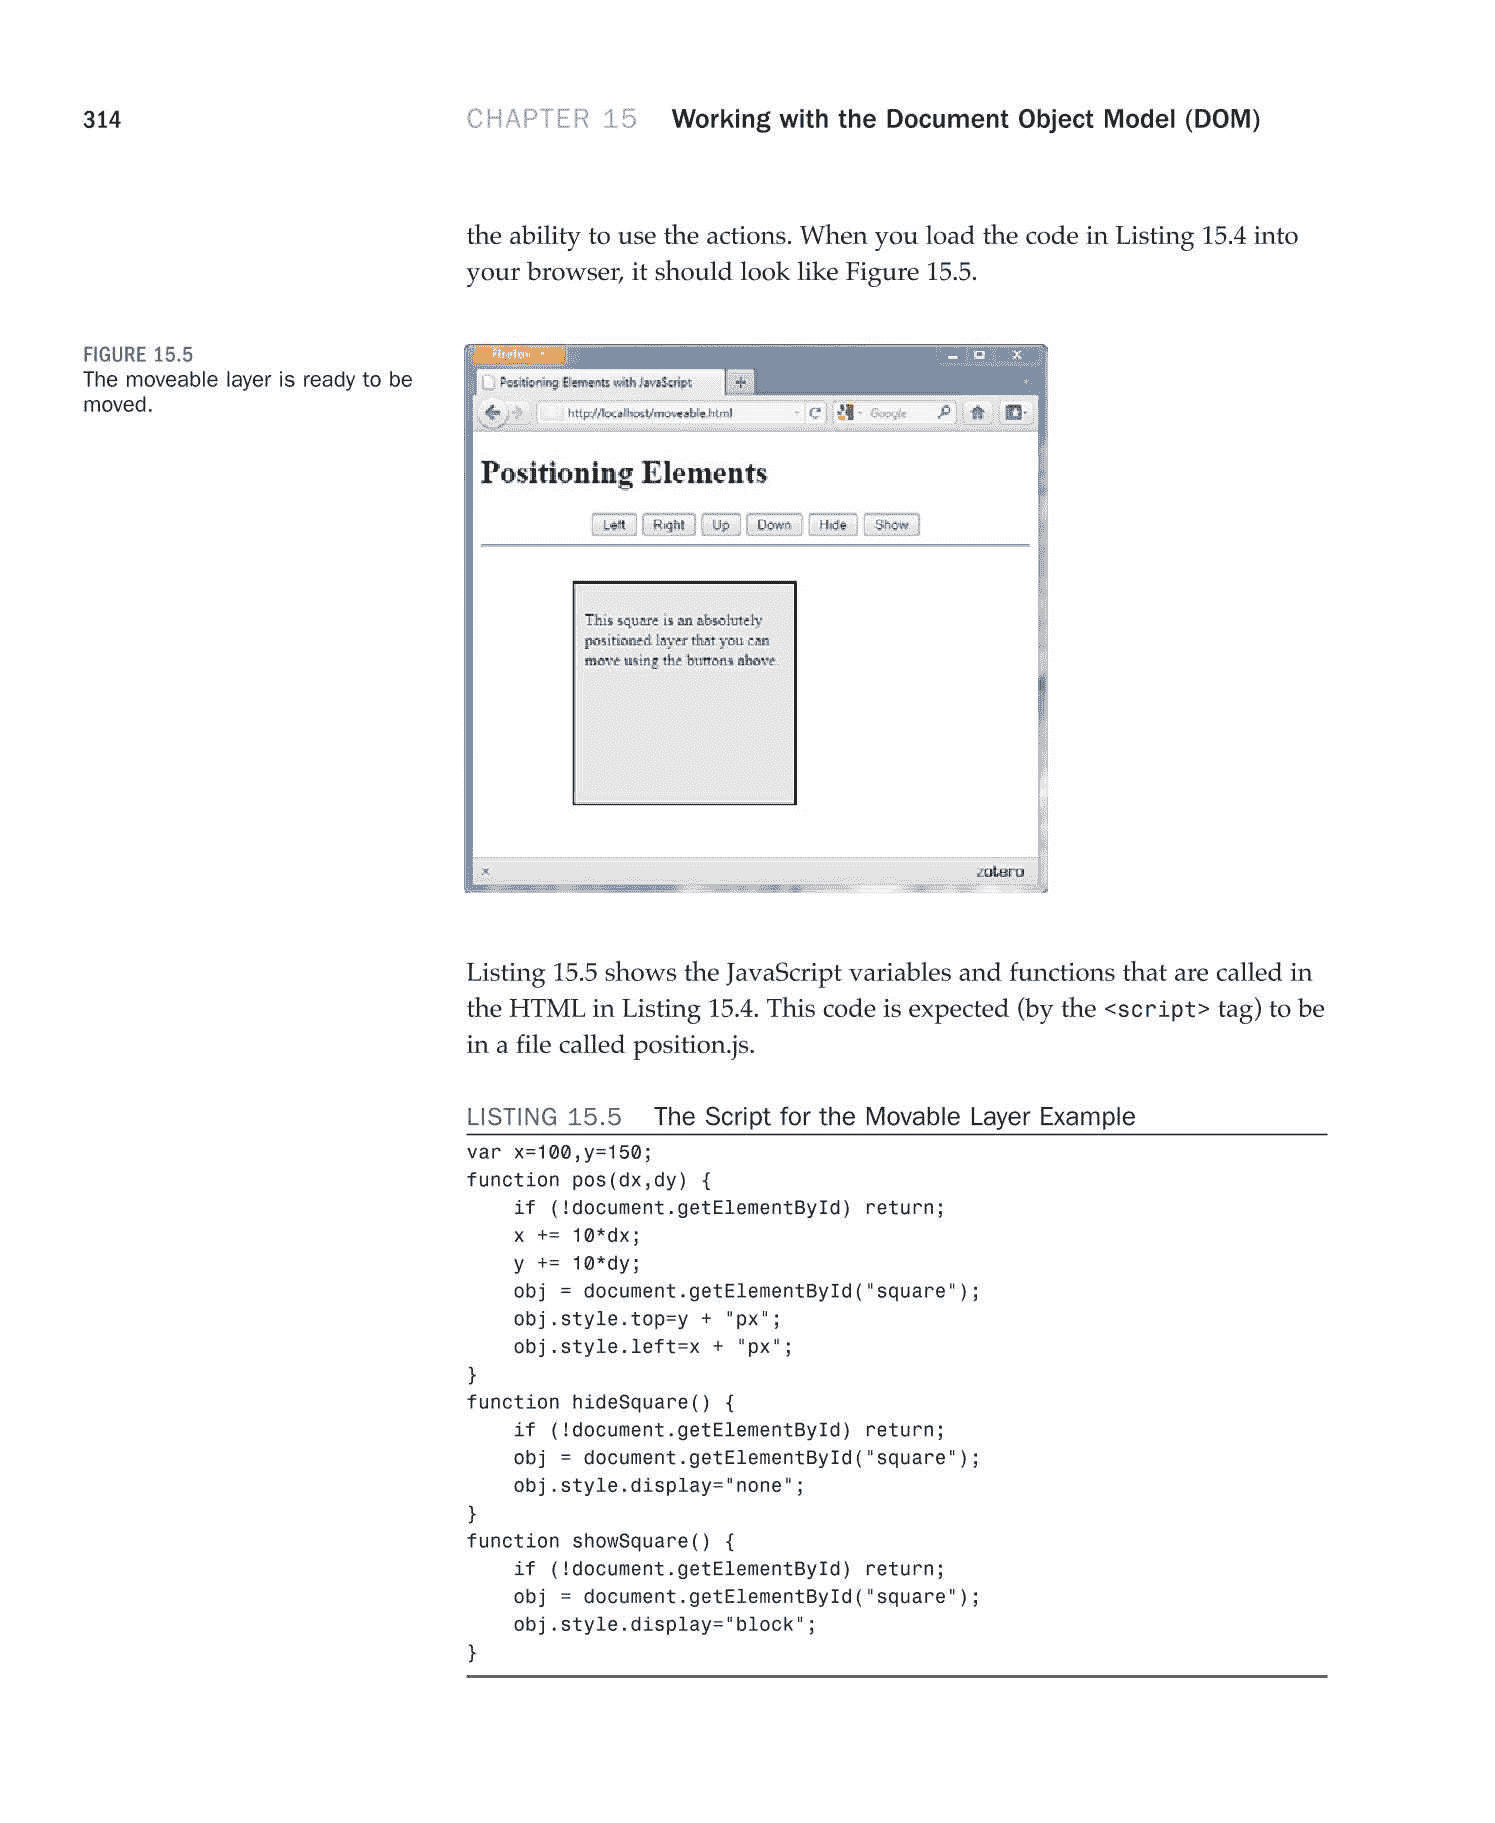 314
CHAPTER 15 Working with the Document Object Model (DOM)
the ability to use the actions. When you load the code in Listing 15.4 into
your browser, it should look like Figure 15.5.
FIGURE 15.5
The moveable layer is ready to be
moved.
Firefox
Positioning Elements with JavaScript
http://localhost/moveable.html
Google
Positioning Elements
Left Right Up Down Hide Show
This square is an absolutely
positioned layer that you can
move using the buttons above.
x zotero
Listing 15.5 shows the JavaScript variables and functions that are called in
the HTML in Listing 15.4. This code is expected (by the <script> tag) to be
in a file called position.js.
LISTING 15.5 The Script for the Movable Layer Example
var x=100,y=150;
function pos(dx,dy) {
    if (!document.getElementById) return;
    x += 10*dx;
    y += 10*dy;
    obj = document.getElementById("square");
    obj.style.top=y + "px";
    obj.style.left=x + "px";
}
function hideSquare() {
    if (!document.getElementById) return;
    obj = document.getElementById("square");
    obj.style.display="none";
}
function showSquare() {
    if (!document.getElementById) return;
    obj = document.getElementById("square");
    obj.style.display="block";
}